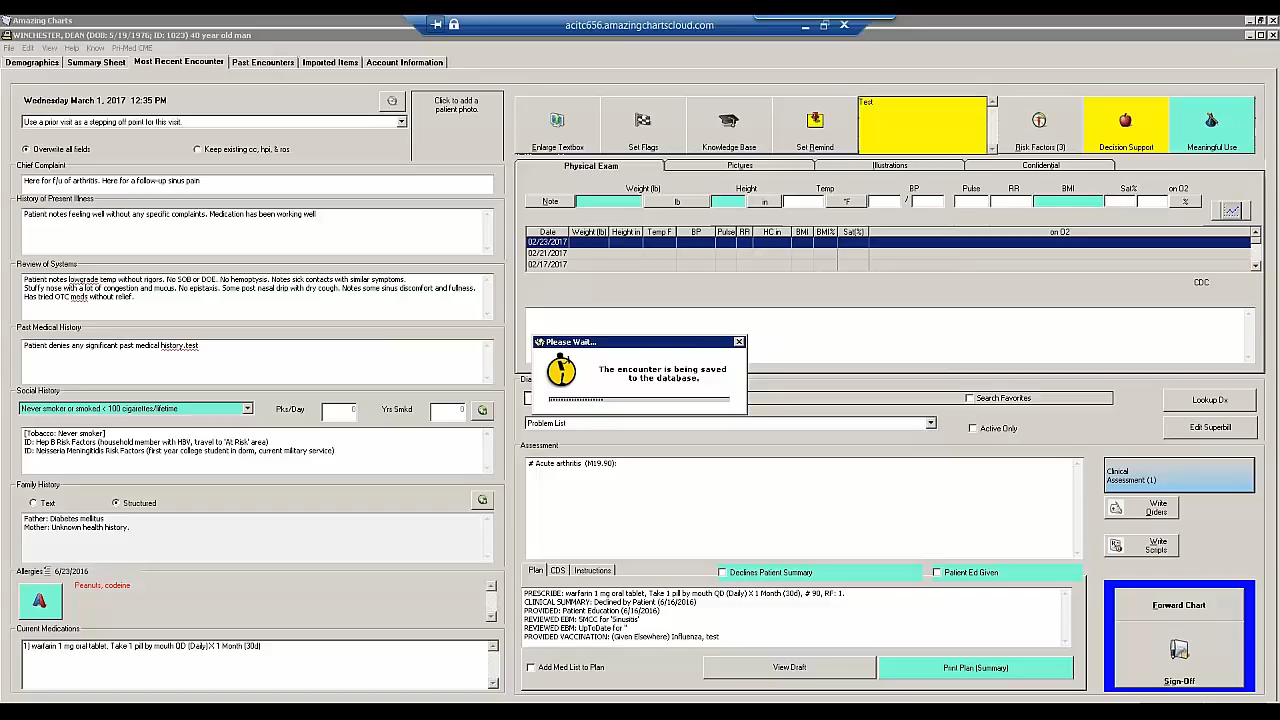 Amazing Charts
acitc656.amazingchartscloud.com
WINCHESTER, DEAN (DOB: 5/19/1976; ID: 1023) 40 year old man
File Edit View Help Know Pri-Med CME
Demographics Summary Sheet Most Recent Encounter Past Encounters Imported Items Account Information
Wednesday March 1, 2017 12:35 PM
Use a prior visit as a stepping off point for this visit.
Overwrite all fields Keep existing cc, hpi, & ros
Click to add a
patient photo.
Chief Complaint
Here for f/u of arthritis. Here for a follow-up sinus pain
History of Present Illness
Patient notes feeling well without any specific complaints. Medication has been working well
Review of Systems
Patient notes lowgrade temp without rigors. No SOB or DOE. No hemoptysis. Notes sick contacts with similar symptoms.
Stuffy nose with a lot of congestion and mucus. No epistaxis. Some post nasal drip with dry cough. Notes some sinus discomfort and fullness.
Has tried OTC meds without relief.
Past Medical History
Patient denies any significant past medical history.test
Social History
Never smoker or smoked < 100 cigarettes/lifetime Pks/Day 0 Yrs Smkd 0
[Tobacco: Never smoker]
ID: Hep B Risk Factors (household member with HBV, travel to 'At Risk' area)
ID: Neisseria Meningitidis Risk Factors (first year college student in dorm, current military service)
Family History
Text Structured
Father: Diabetes mellitus
Mother: Unknown health history.
Allergies 6/23/2016
Peanuts, codeine
Current Medications
1) warfarin 1 mg oral tablet, Take 1 pill by mouth QD (Daily) X 1 Month (30d)
Test
Enlarge Textbox Set Flags Knowledge Base Set Remind Risk Factors (3) Decision Support Meaningful Use
Physical Exam Pictures Illustrations Confidential
Weight (lb) Height Temp BP Pulse RR BMI Sat% on O2
Note lb in °F / %
Date Weight (lb) Height in Temp F BP Pulse RR HC in BMI BMI% Sat(%) on O2
02/23/2017
02/21/2017
02/17/2017
CDC
Please Wait...
The encounter is being saved
to the database.
Search Favorites
Lookup Dx
Problem List
Active Only
Edit Superbill
Assessment
# Acute arthritis (M19.90):
Clinical
Assessment (1)
Write
Orders
Write
Scripts
Plan CDS Instructions Declines Patient Summary Patient Ed Given
PRESCRIBE: warfarin 1 mg oral tablet, Take 1 pill by mouth QD (Daily) X 1 Month (30d), # 90, RF: 1.
CLINICAL SUMMARY: Declined by Patient (6/16/2016)
PROVIDED: Patient Education (6/16/2016)
REVIEWED EBM: SMCC for 'Sinusitis'
REVIEWED EBM: UpToDate for ''
PROVIDED VACCINATION: (Given Elsewhere) Influenza, test
Add Med List to Plan View Draft Print Plan (Summary)
Forward Chart
Sign-Off